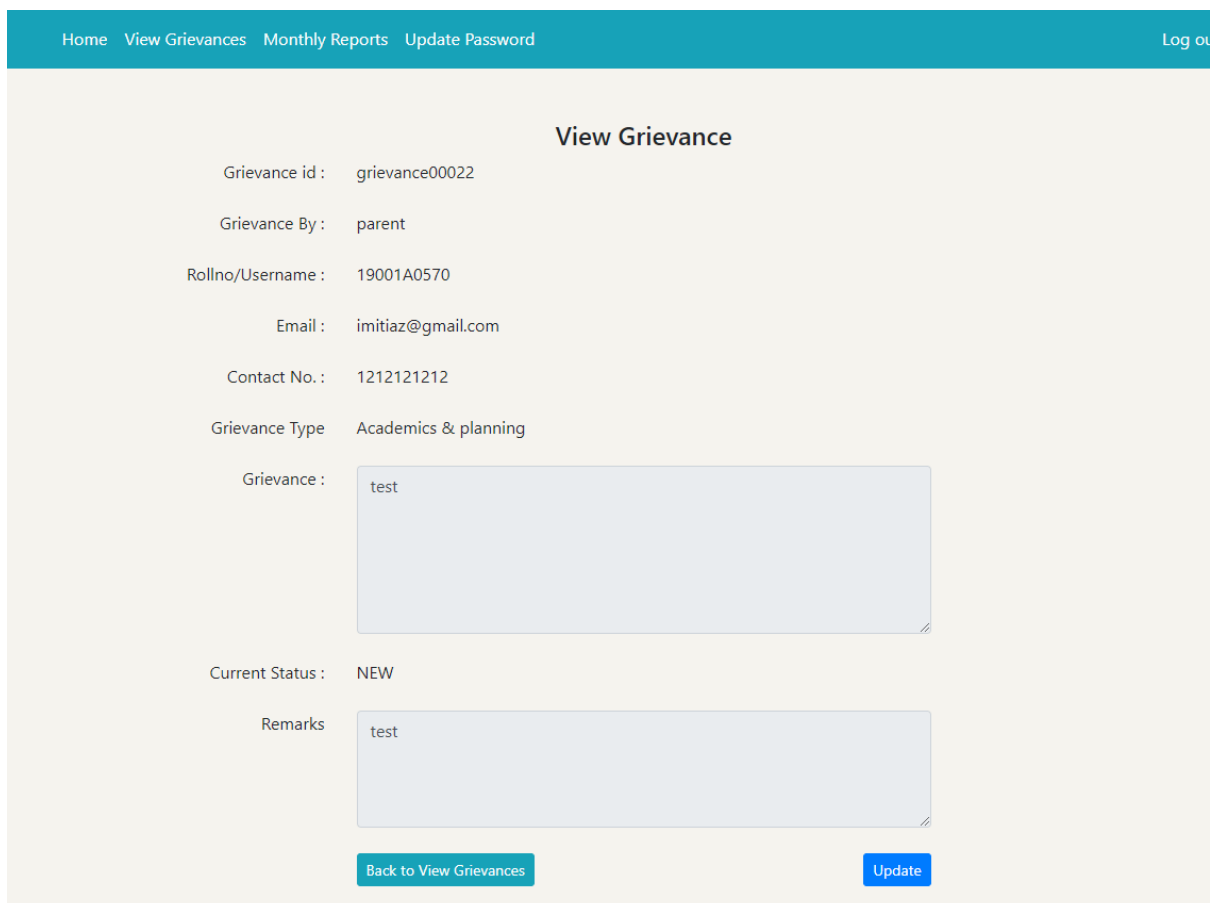 Home View Grievances Monthly Reports Update Password Log ou
View Grievance
Grievance id : grievance00022
Grievance By : parent
Rollno/Username : 19001A0570
Email : imitiaz@gmail.com
Contact No. : 1212121212
Grievance Type Academics & planning
Grievance : test
Current Status : NEW
Remarks test
Back to View Grievances Update